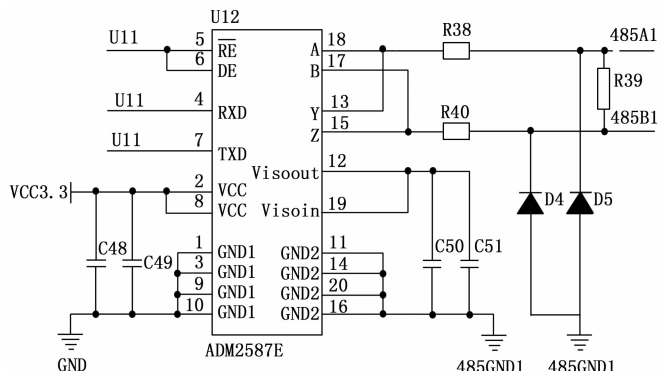 U12
R38
485A1
U11
5
RE
A
18
6
DE
B
17
R39
U11
4
RXD
Y
13
R40
485B1
Z
15
U11
7
TXD
Visoout
12
VCC3.3
2
VCC
8
VCC
Visoin
19
D4
D5
C48
C49
1
GND1
GND2
11
C50
C51
3
GND1
GND2
14
9
GND1
GND2
20
10
GND1
GND2
16
GND
ADM2587E
485GND1
485GND1